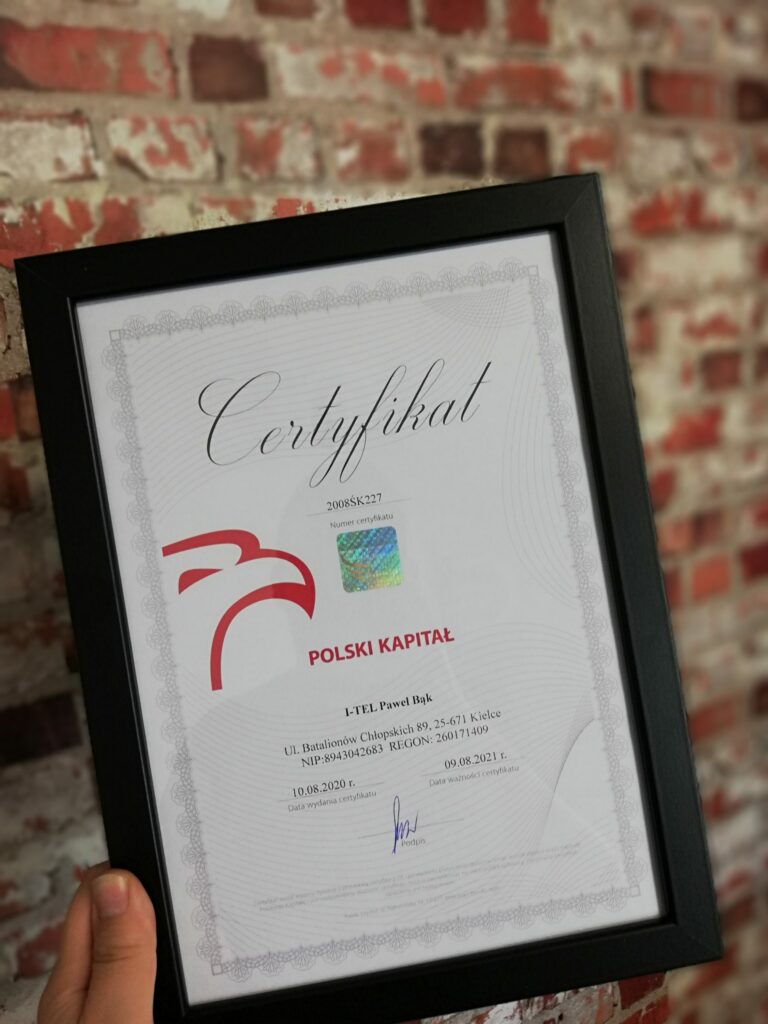 Certyfikat
2008ŚK227
Numer certyfikatu
POLSKI KAPITAŁ
I-TEL Paweł Bąk
Ul. Batalionów Chłopskich 89, 25-671 Kielce
NIP:8943042683 REGON: 260171409
10.08.2020 r.
Data wydania certyfikatu
09.08.2021 r.
Data ważności certyfikatu
Podpis